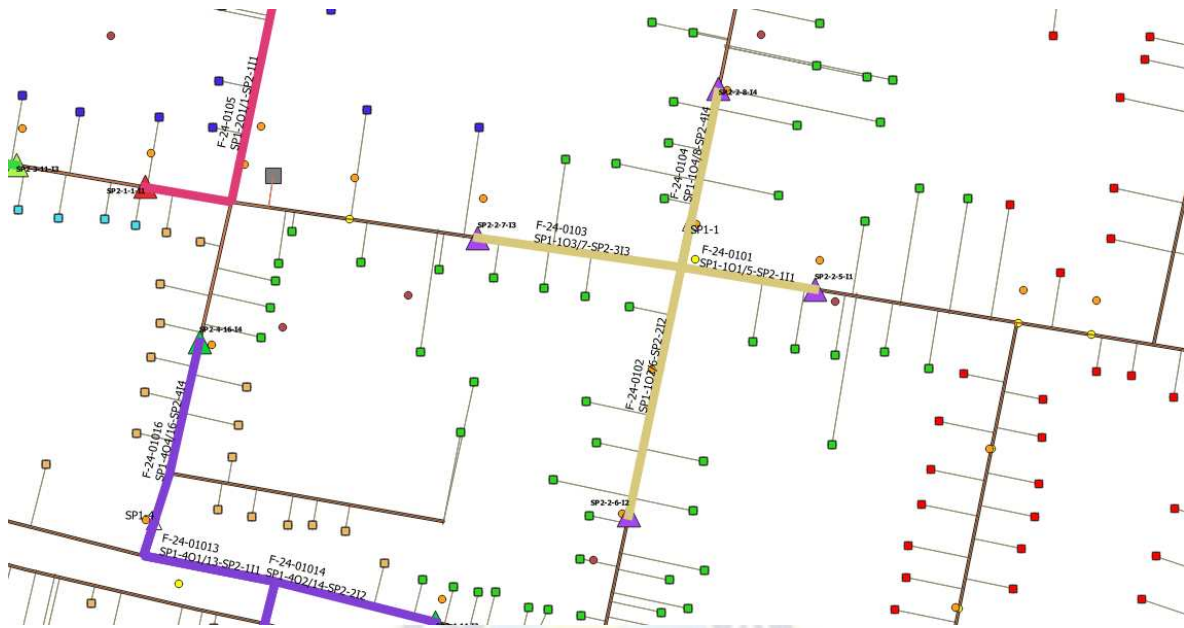 F-24-0105
SP1-2O1/1-SP2-1I1
SP2-2-8-I4
F-24-0104
SP1-1O4/8-SP2-4I4
SP2-3-11-I3
SP2-1-1-I1
SP2-2-7-I3
F-24-0103
SP1-1O3/7-SP2-3I3
SP1-1
F-24-0101
SP1-1O1/5-SP2-1I1
SP2-2-5-I1
SP2-4-16-I4
F-24-0102
SP1-1O2/6-SP2-2I2
F-24-01016
SP1-4O4/16-SP2-4I4
SP2-2-6-I2
SP1-4
F-24-01013
SP1-4O1/13-SP2-1I1
F-24-01014
SP1-4O2/14-SP2-2I2